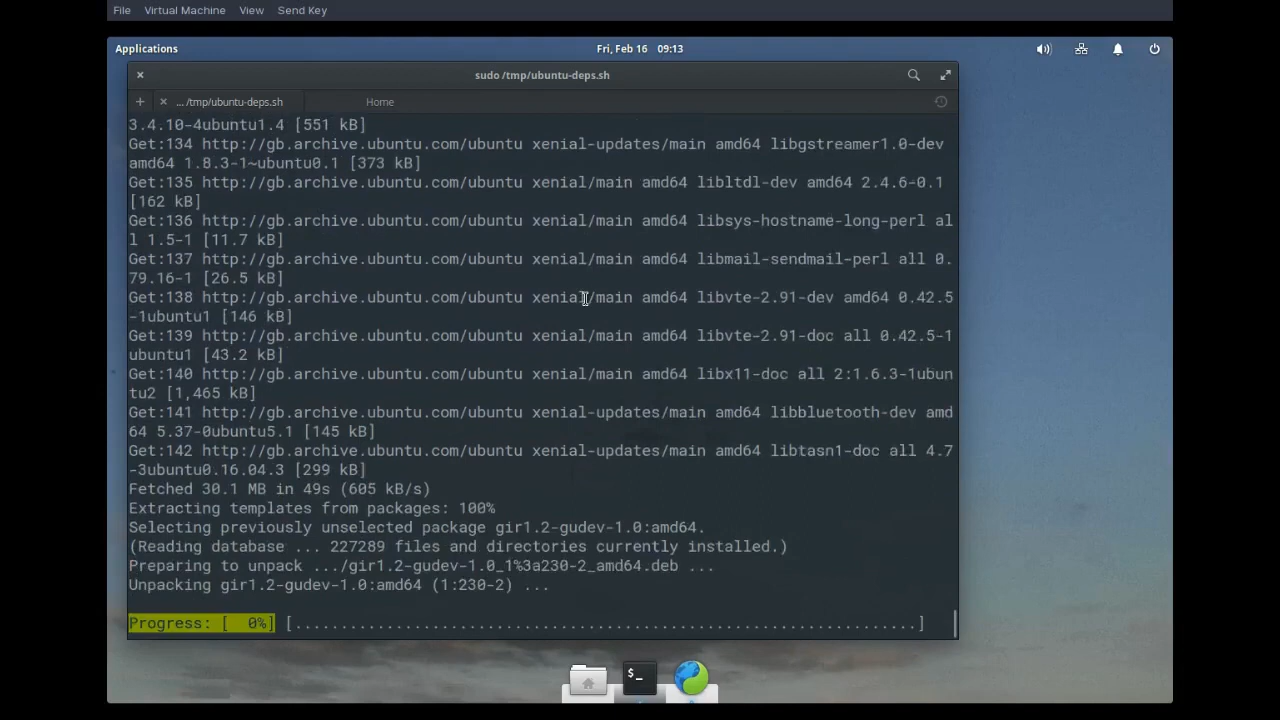 File Virtual Machine View Send Key
Applications Fri, Feb 16 09:13
sudo /tmp/ubuntu-deps.sh
... /tmp/ubuntu-deps.sh Home
3.4.10-4ubuntu1.4 [551 kB]
Get:134 http://gb.archive.ubuntu.com/ubuntu xenial-updates/main amd64 libgstreamer1.0-dev
amd64 1.8.3-1~ubuntu0.1 [373 kB]
Get:135 http://gb.archive.ubuntu.com/ubuntu xenial/main amd64 libltdl-dev amd64 2.4.6-0.1
[162 kB]
Get:136 http://gb.archive.ubuntu.com/ubuntu xenial/main amd64 libsys-hostname-long-perl al
l 1.5-1 [11.7 kB]
Get:137 http://gb.archive.ubuntu.com/ubuntu xenial/main amd64 libmail-sendmail-perl all 0.
79.16-1 [26.5 kB]
Get:138 http://gb.archive.ubuntu.com/ubuntu xenial/main amd64 libvte-2.91-dev amd64 0.42.5
-1ubuntu1 [146 kB]
Get:139 http://gb.archive.ubuntu.com/ubuntu xenial/main amd64 libvte-2.91-doc all 0.42.5-1
ubuntu1 [43.2 kB]
Get:140 http://gb.archive.ubuntu.com/ubuntu xenial/main amd64 libx11-doc all 2:1.6.3-1ubun
tu2 [1,465 kB]
Get:141 http://gb.archive.ubuntu.com/ubuntu xenial-updates/main amd64 libbluetooth-dev amd
64 5.37-0ubuntu5.1 [145 kB]
Get:142 http://gb.archive.ubuntu.com/ubuntu xenial-updates/main amd64 libtasn1-doc all 4.7
-3ubuntu0.16.04.3 [299 kB]
Fetched 30.1 MB in 49s (605 kB/s)
Extracting templates from packages: 100%
Selecting previously unselected package gir1.2-gudev-1.0:amd64.
(Reading database ... 227289 files and directories currently installed.)
Preparing to unpack .../gir1.2-gudev-1.0_1%3a230-2_amd64.deb ...
Unpacking gir1.2-gudev-1.0:amd64 (1:230-2) ...
Progress: [  0%] [....................................................................]
$_